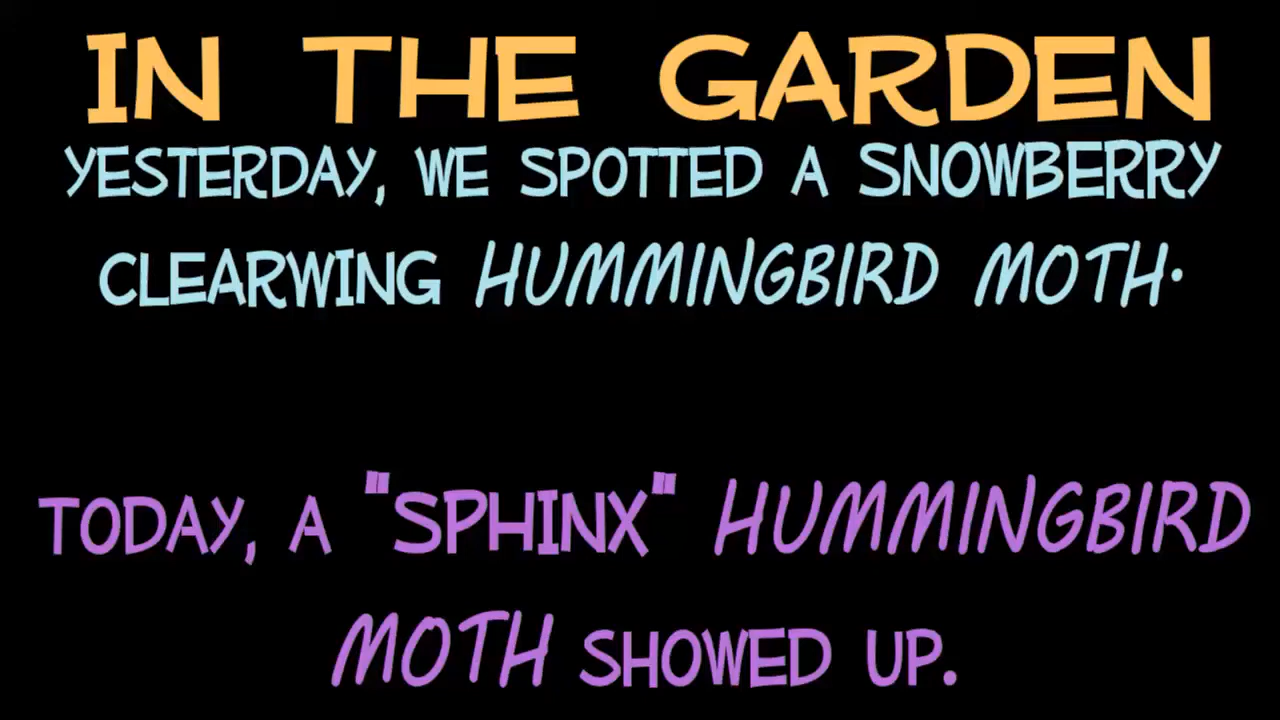 IN THE GARDEN
YESTERDAY, WE SPOTTED A SNOWBERRY
CLEARWING HUMMINGBIRD MOTH.
TODAY, A "SPHINX" HUMMINGBIRD
MOTH SHOWED UP.